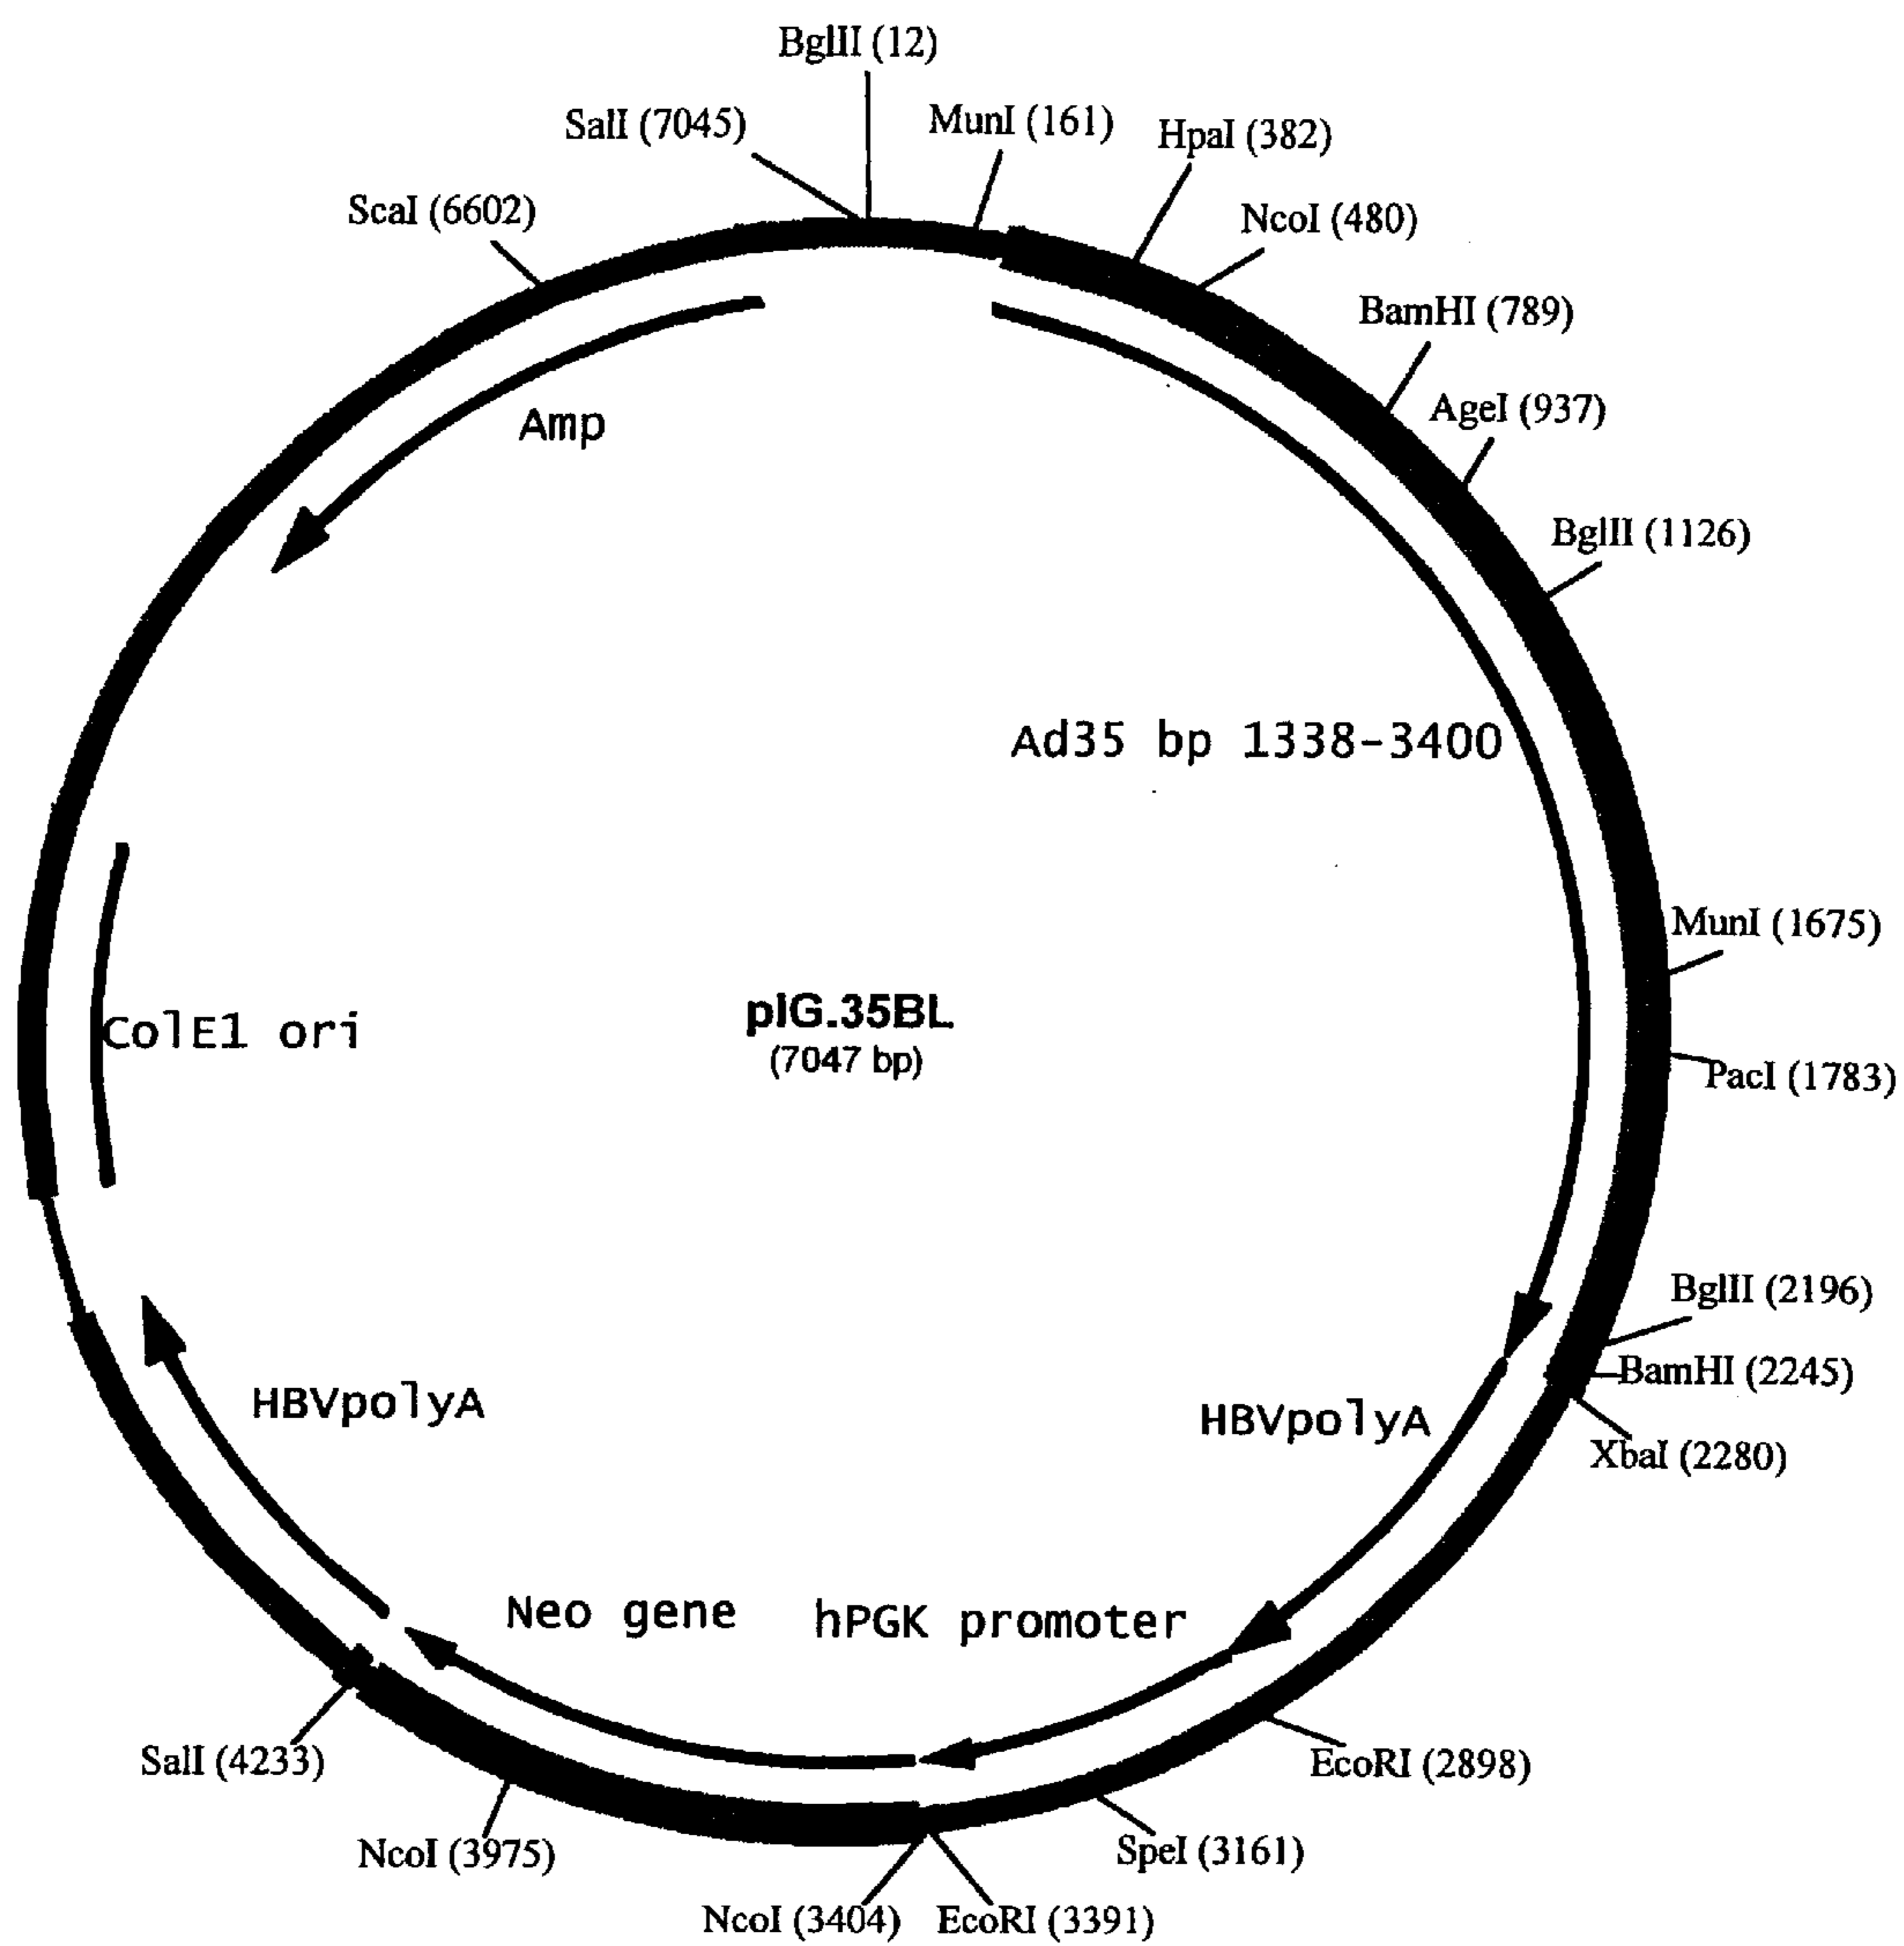 BglII (12)
SalI (7045)
MunI (161)
HpaI (382)
ScaI (6602)
NcoI (480)
BamHI (789)
AgeI (937)
Amp
BglII (1126)
Ad35 bp 1338-3400
MunI (1675)
pIG.35BL
(7047 bp)
ColE1 ori
PacI (1783)
BglII (2196)
BamHI (2245)
HBVpolyA
HBVpolyA
XbaI (2280)
Neo gene
hPGK promoter
SalI (4233)
EcoRI (2898)
NcoI (3975)
SpeI (3161)
NcoI (3404)
EcoRI (3391)